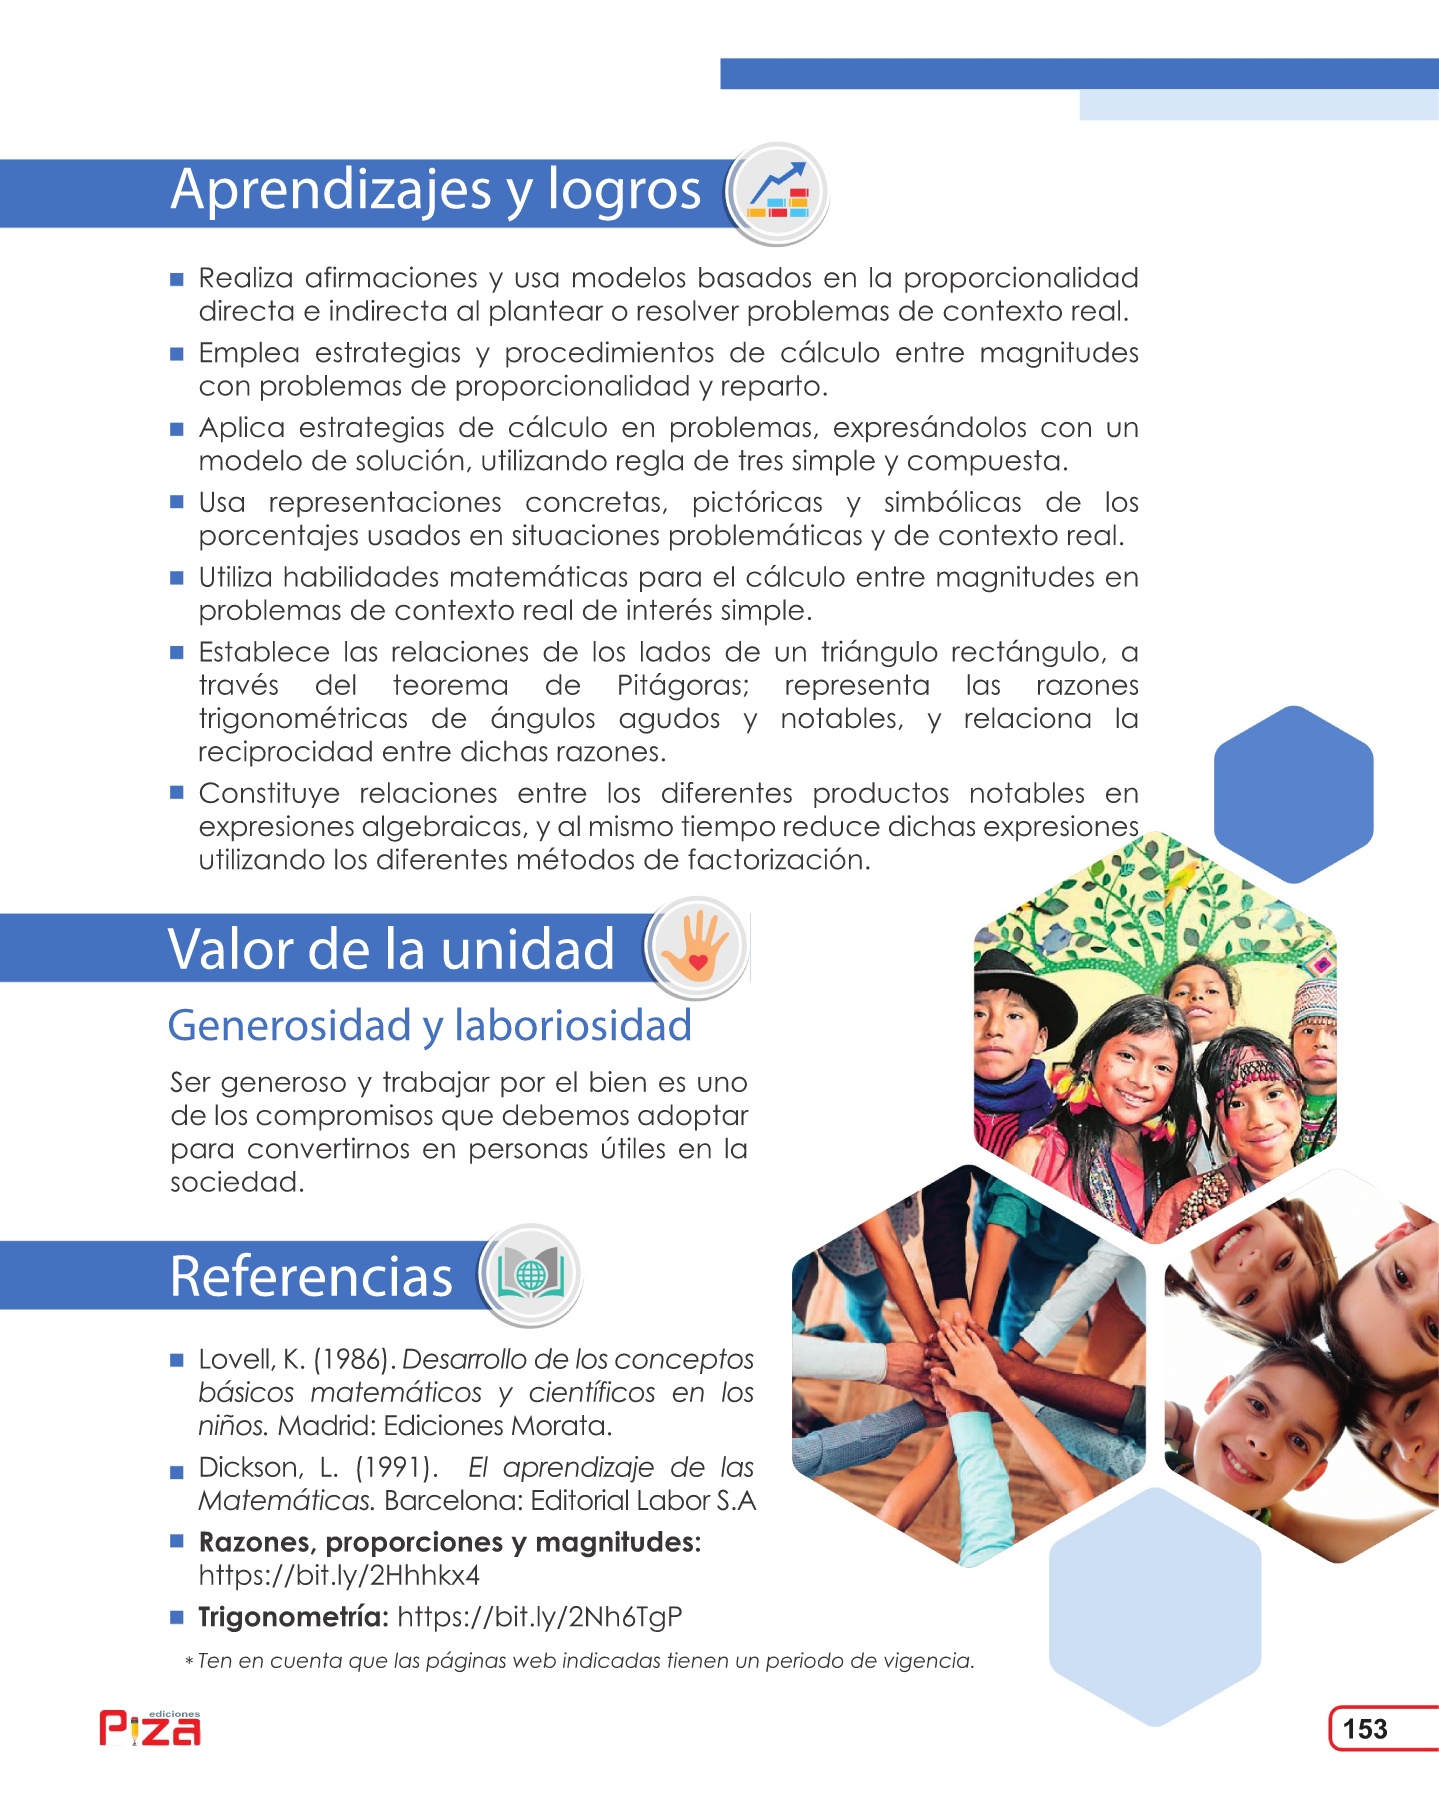 Aprendizajes y logros
Realiza afirmaciones y usa modelos basados en la proporcionalidad
directa e indirecta al plantear o resolver problemas de contexto real.
Emplea estrategias y procedimientos de cálculo entre magnitudes
con problemas de proporcionalidad y reparto.
Aplica estrategias de cálculo en problemas, expresándolos con un
modelo de solución, utilizando regla de tres simple y compuesta.
Usa representaciones concretas, pictóricas y simbólicas de los
porcentajes usados en situaciones problemáticas y de contexto real.
Utiliza habilidades matemáticas para el cálculo entre magnitudes en
problemas de contexto real de interés simple.
Establece las relaciones de los lados de un triángulo rectángulo, a
través del teorema de Pitágoras; representa las razones
trigonométricas de ángulos agudos y notables, y relaciona la
reciprocidad entre dichas razones.
Constituye relaciones entre los diferentes productos notables en
expresiones algebraicas, y al mismo tiempo reduce dichas expresiones
utilizando los diferentes métodos de factorización.
Valor de la unidad
Generosidad y laboriosidad
Ser generoso y trabajar por el bien es uno
de los compromisos que debemos adoptar
para convertirnos en personas útiles en la
sociedad.
Referencias
Lovell, K. (1986). Desarrollo de los conceptos
básicos matemáticos y científicos en los
niños. Madrid: Ediciones Morata.
Dickson, L. (1991). El aprendizaje de las
Matemáticas. Barcelona: Editorial Labor S.A
Razones, proporciones y magnitudes:
https://bit.ly/2Hhhkx4
Trigonometría: https://bit.ly/2Nh6TgP
* Ten en cuenta que las páginas web indicadas tienen un periodo de vigencia.
ediciones
Piza
153